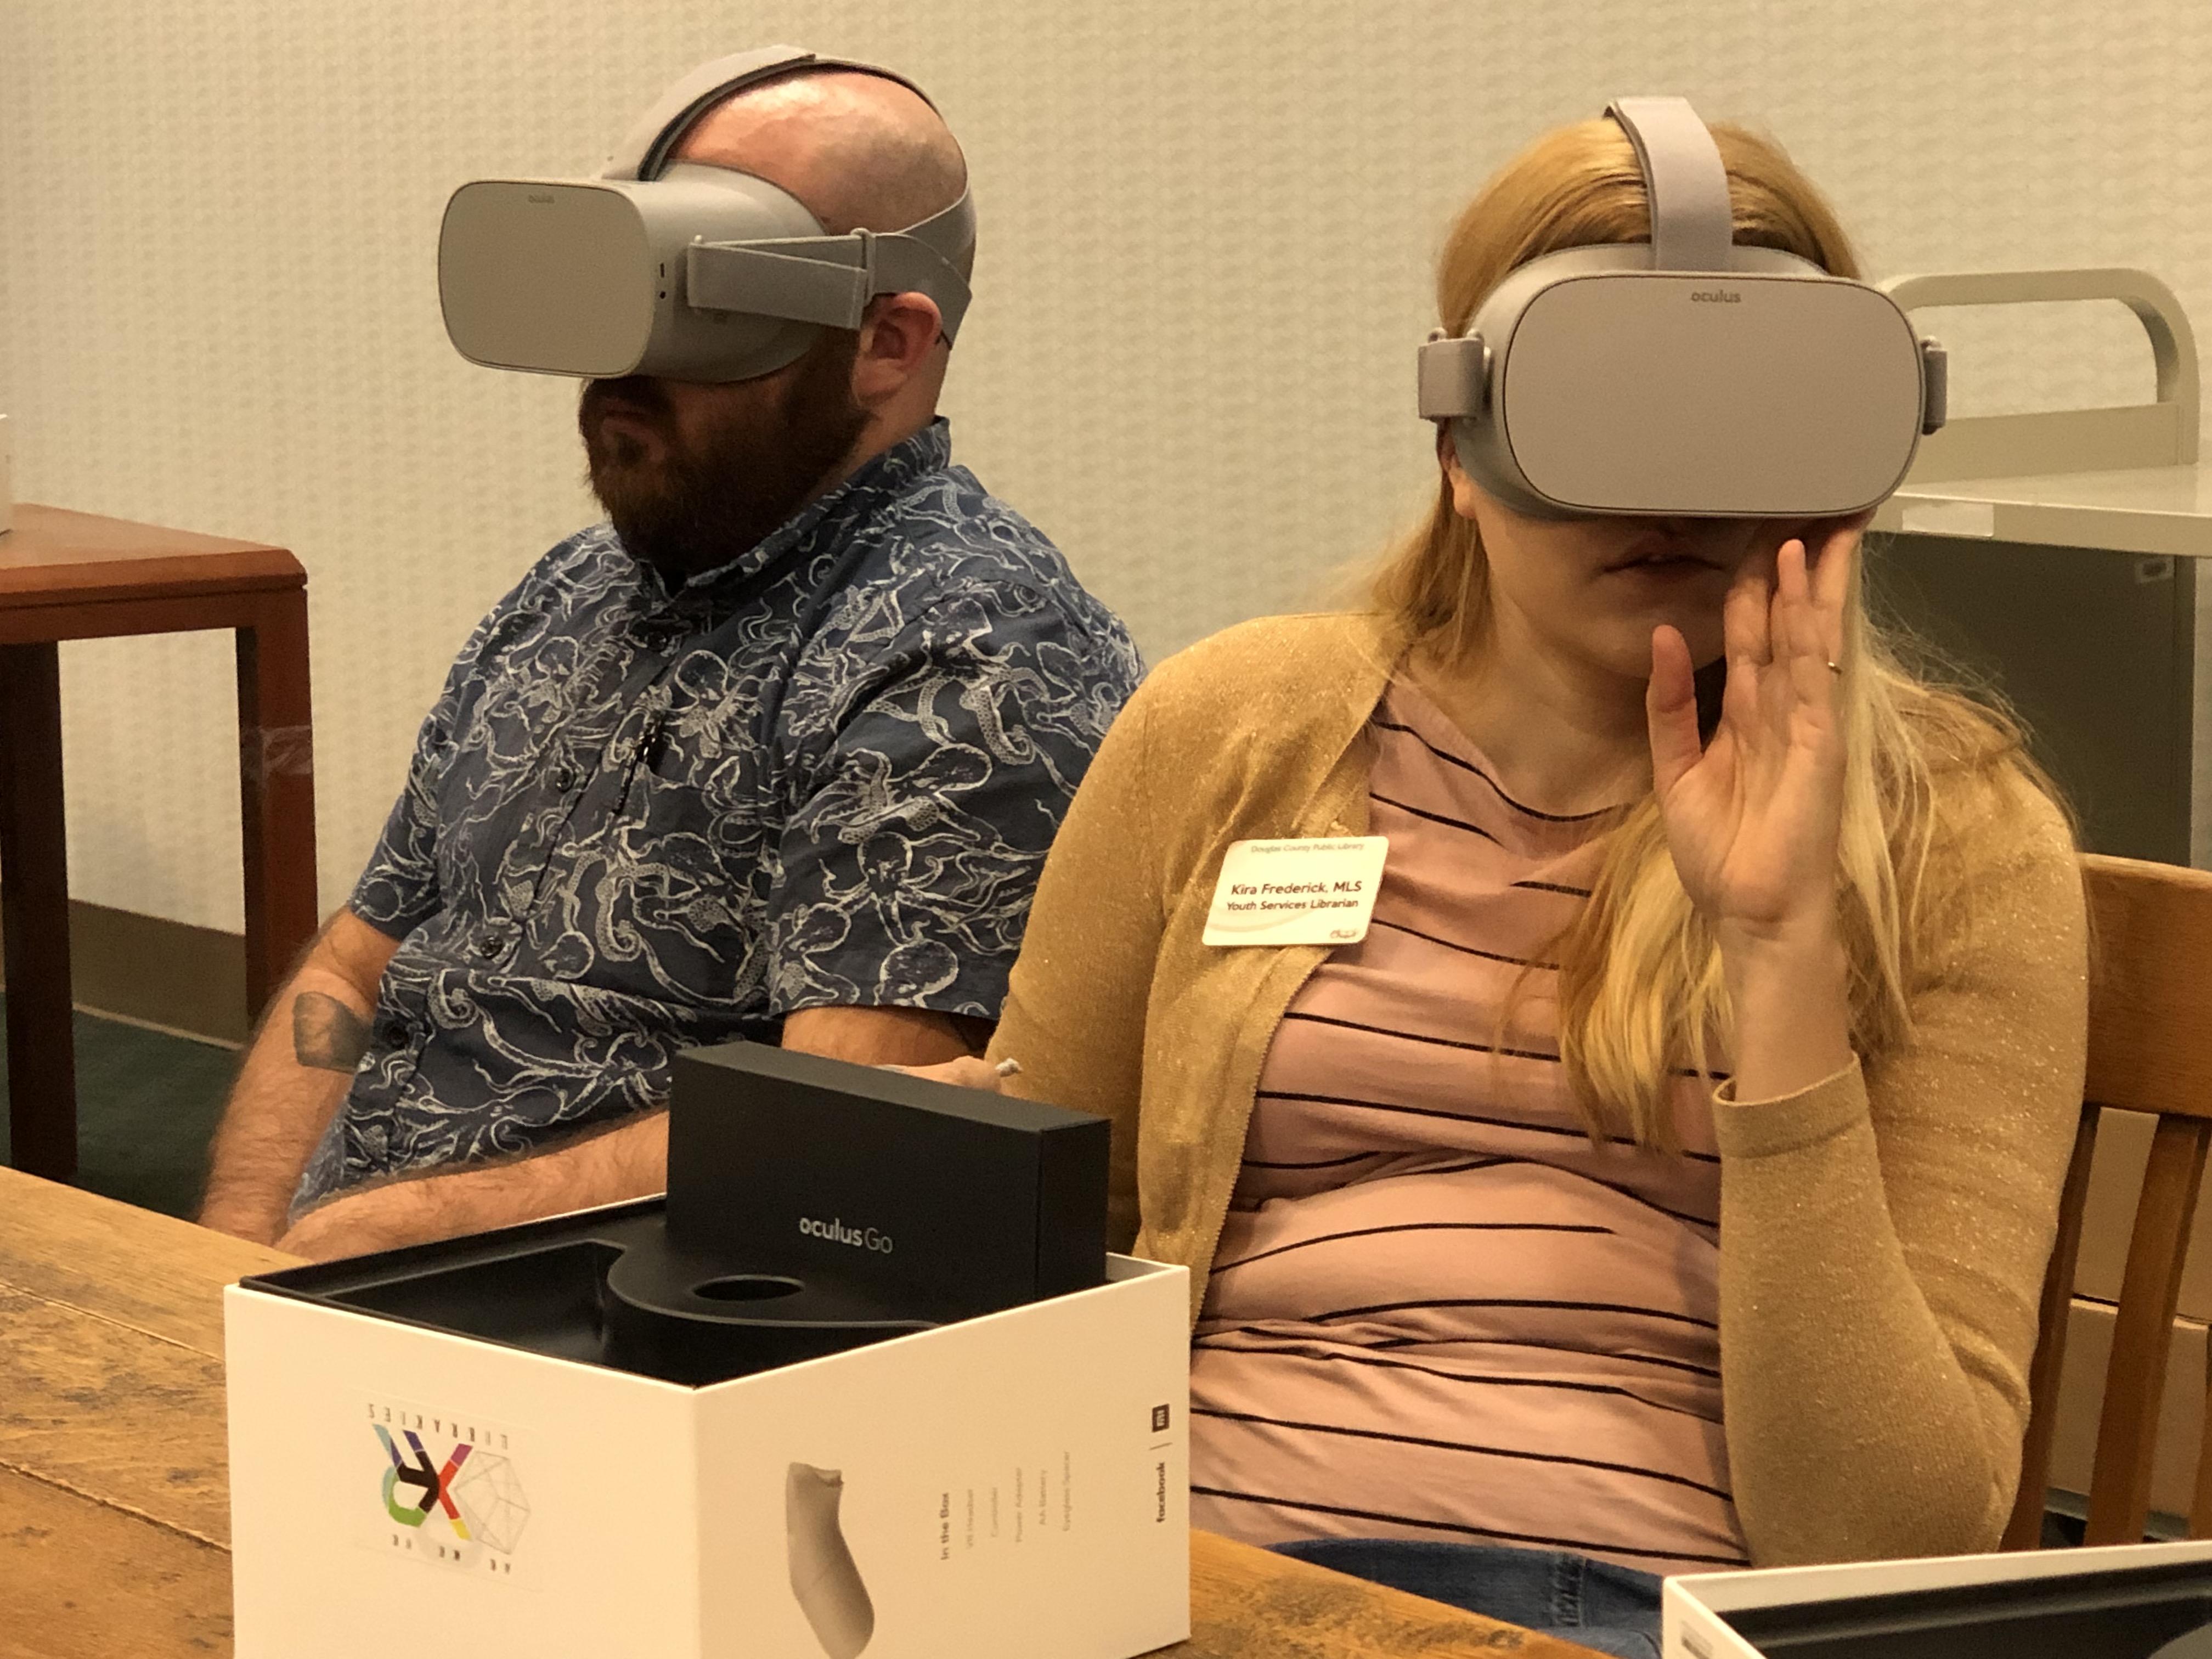 oculus
oculus
Douglas County Public Library
Kira Frederick, MLS
Youth Services Librarian
oculus Go
LIBRARIES
XR
In the Box
VR Headset
Controller
Power Adapter
AA Battery
Eyeglass Spacer
facebook | mi